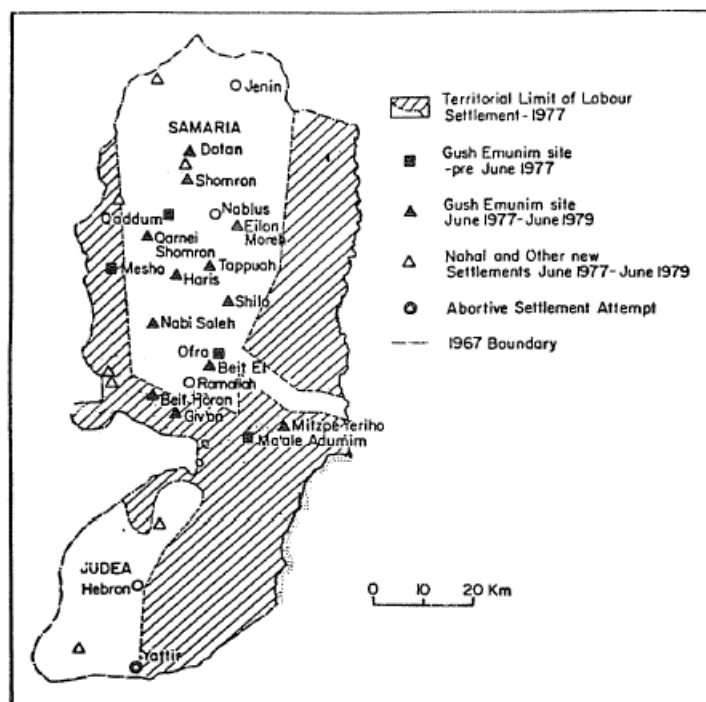 Jenin
SAMARIA
Dotan
Shomron
Qaddum
Nablus
Eilon
Moreh
Qarnei
Shomron
Mesha
Tappuah
Haris
Shilo
Nabi Saleh
Ofra
Beit El
Ramallah
Beit Horan
Giv'on
Mitzpe Jeriho
Ma'ale Adumim
JUDEA
Hebron
Yattir
Territorial Limit of Labour
Settlement - 1977
Gush Emunim site
-pre June 1977
Gush Emunim site
June 1977-June 1979
Nahal and Other new
Settlements June 1977-June 1979
Abortive Settlement Attempt
1967 Boundary
0 10 20 Km